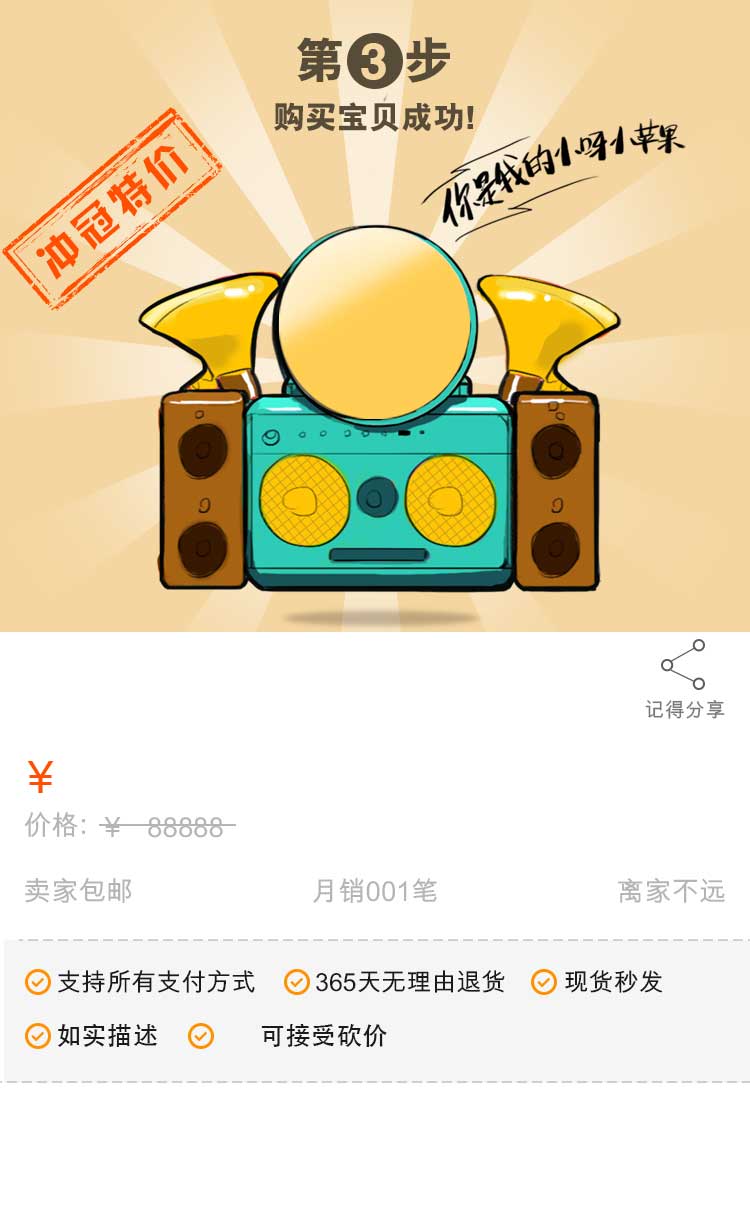 第3步
购买宝贝成功!
冲冠特价
你是我的小呀小苹果
记得分享
¥
价格: ¥ 88888
卖家包邮 月销001笔 离家不远
支持所有支付方式 365天无理由退货 现货秒发
如实描述 可接受砍价